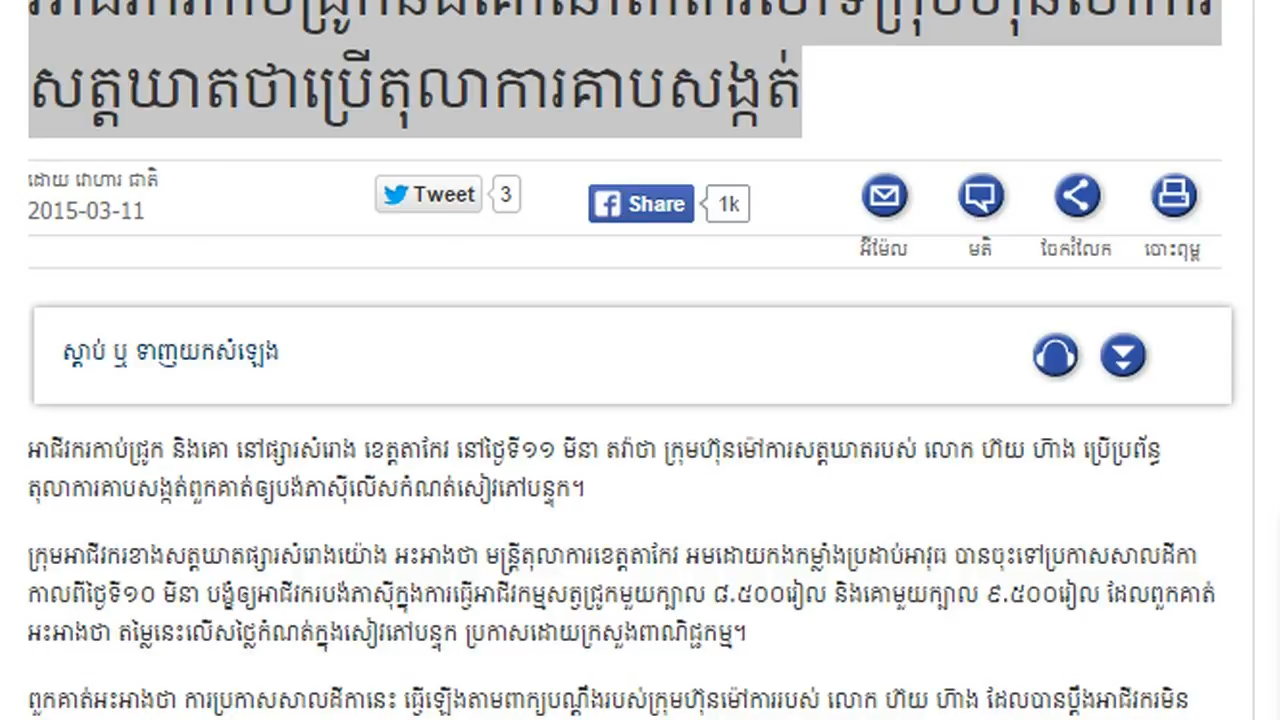 សត្តឃាតថាប្រើតុលាការគាបសង្កត់
ដោយ វោហារ ជាតិ
2015-03-11
Tweet 3
Share 1k
អ៊ីម៉ែល
មតិ
ចែករំលែក
បោះពុម្ព
ស្ដាប់ ឬ ទាញយកសំឡេង
អាជីវករកាប់ជ្រូក និងគោ នៅផ្សារសំរោង ខេត្តតាកែវ នៅថ្ងៃទី១១ មីនា តវ៉ាថា ក្រុមហ៊ុនម៉ៅការសត្តឃាតរបស់ លោក ហ៊យ ហ៊ាង ប្រើប្រព័ន្ធ
តុលាការគាបសង្កត់ពួកគាត់ឲ្យបង់ភាស៊ីលើសកំណត់សៀវភៅបន្ទុក។
ក្រុមអាជីវករខាងសត្តឃាតផ្សារសំរោងយ៉ោង អះអាងថា មន្ត្រីតុលាការខេត្តតាកែវ អមដោយកងកម្លាំងប្រដាប់អាវុធ បានចុះទៅប្រកាសសាលដីកា
កាលពីថ្ងៃទី១០ មីនា បង្ខំឲ្យអាជីវករបង់ភាស៊ីក្នុងការធ្វើអាជីវកម្មសត្វជ្រូកមួយក្បាល ៨.៥០០រៀល និងគោមួយក្បាល ៩.៥០០រៀល ដែលពួកគាត់
អះអាងថា តម្លៃនេះលើសថ្លៃកំណត់ក្នុងសៀវភៅបន្ទុក ប្រកាសដោយក្រសួងពាណិជ្ជកម្ម។
ពួកគាត់អះអាងថា ការប្រកាសសាលដីកានេះ ធ្វើឡើងតាមពាក្យបណ្ដឹងរបស់ក្រុមហ៊ុនម៉ៅការរបស់ លោក ហ៊យ ហ៊ាង ដែលបានប្ដឹងអាជីវករមិន